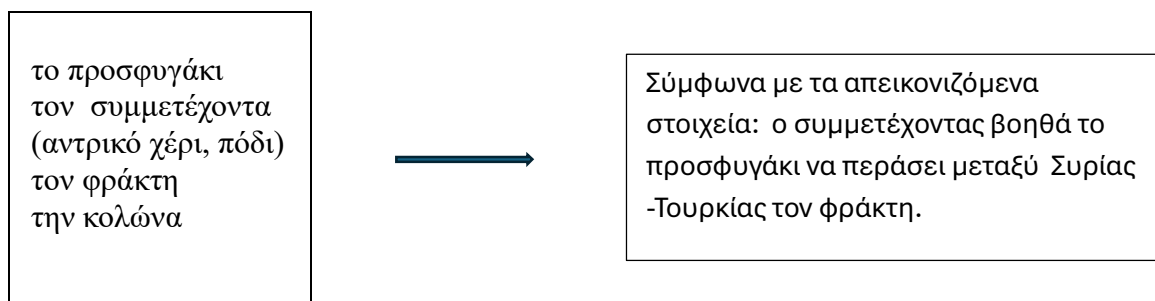 το προσφυγάκι
τον συμμετέχοντα
(αντρικό χέρι, πόδι)
τον φράκτη
την κολώνα
Σύμφωνα με τα απεικονιζόμενα
στοιχεία: ο συμμετέχοντας βοηθά το
προσφυγάκι να περάσει μεταξύ Συρίας
-Τουρκίας τον φράκτη.